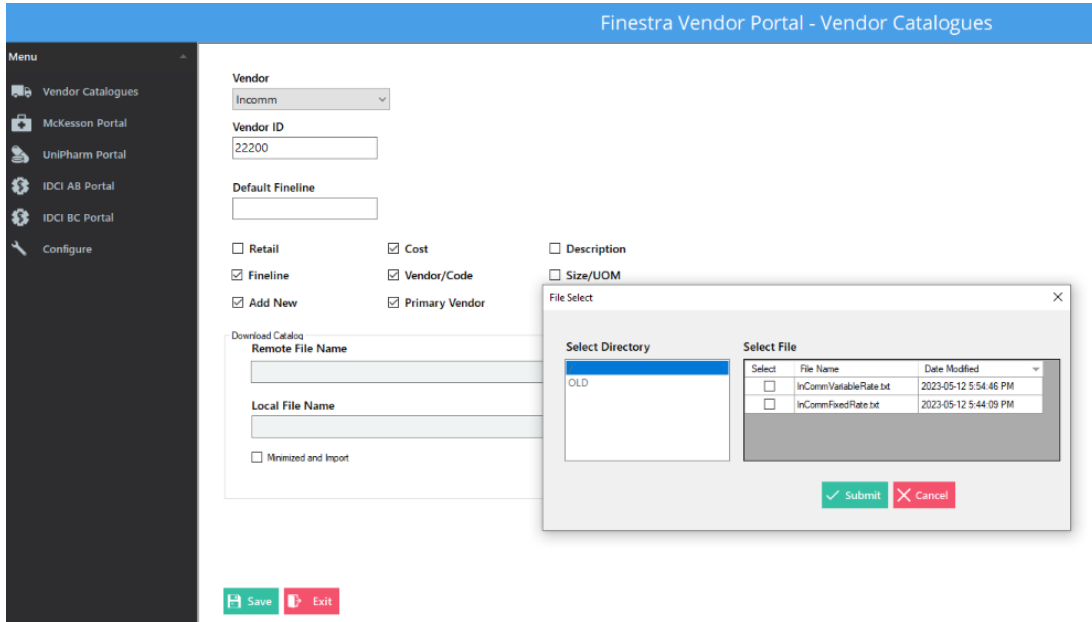 Finestra Vendor Portal - Vendor Catalogues
Menu
Vendor Catalogues
McKesson Portal
UniPharm Portal
IDCI AB Portal
IDCI BC Portal
Configure
Vendor
Incomm
Vendor ID
22200
Default Fineline
Retail Cost Description
Fineline Vendor/Code Size/UOM
Add New Primary Vendor
Download Catalog
Remote File Name
Local File Name
Minimized and Import
File Select
Select Directory
OLD
Select File
Select File Name Date Modified
InCommVariableRate.txt 2023-05-12 5:54:46 PM
InCommFixedRate.txt 2023-05-12 5:44:09 PM
Submit Cancel
Save Exit